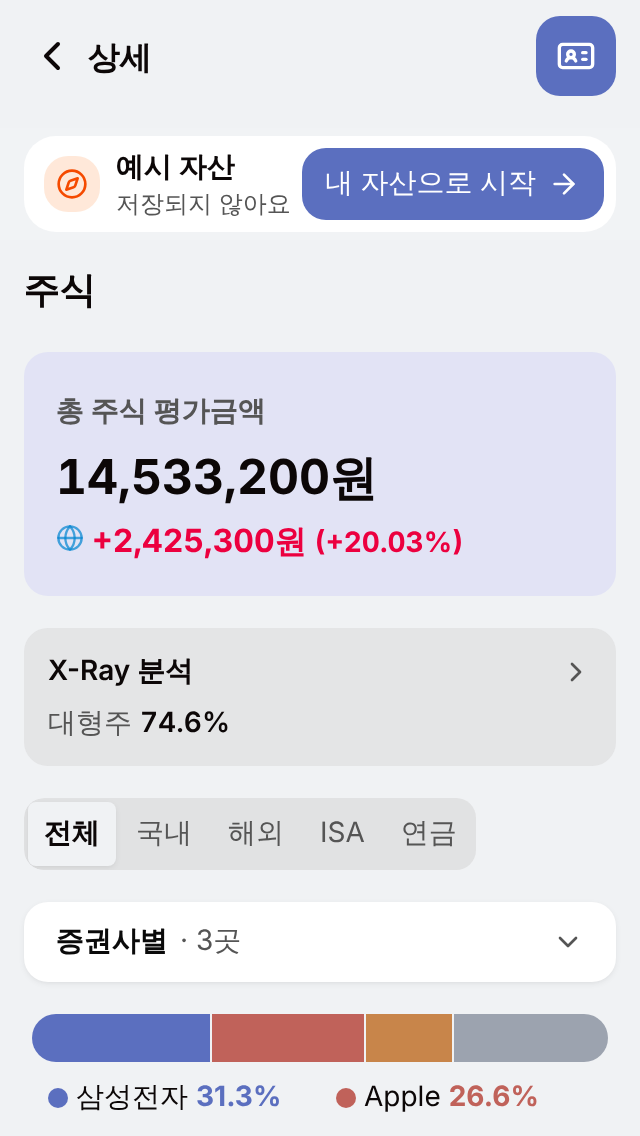 상세
예시 자산
저장되지 않아요
내 자산으로 시작
주식
총 주식 평가금액
14,533,200원
+2,425,300원 (+20.03%)
X-Ray 분석
대형주 74.6%
전체 국내 해외 ISA 연금
증권사별 · 3곳
삼성전자 31.3% Apple 26.6%